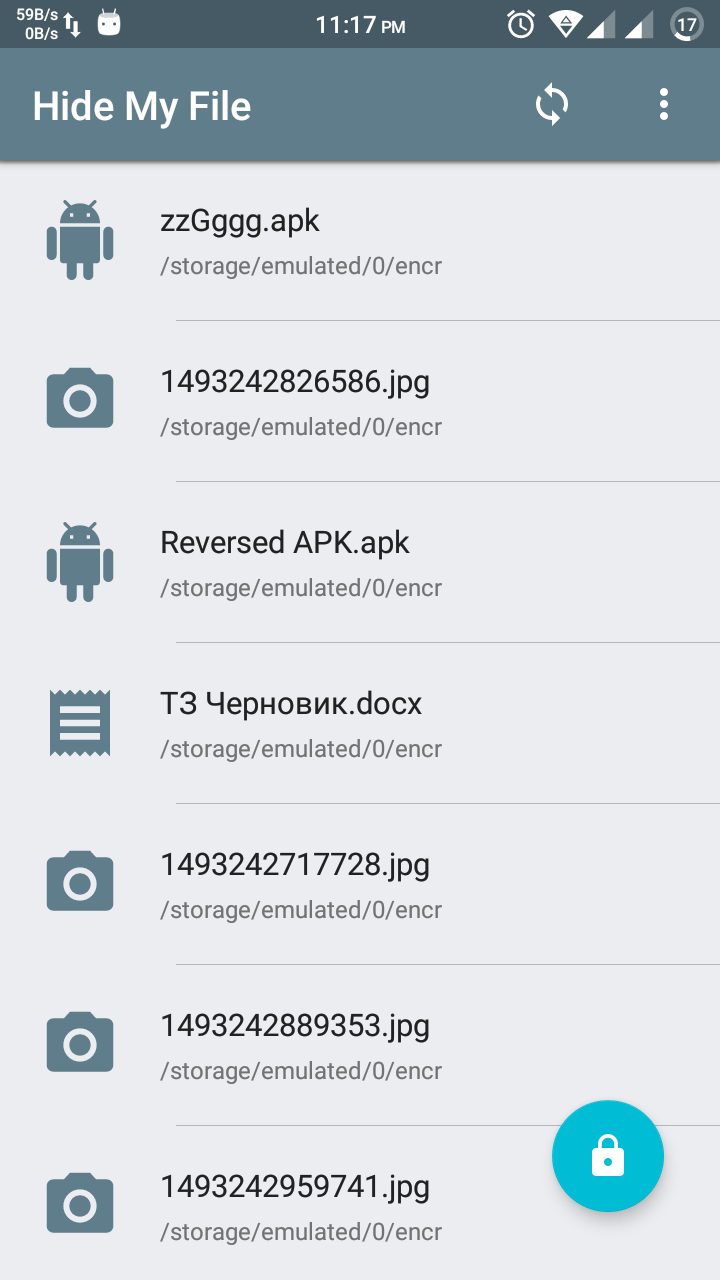 59B/s
0B/s
11:17 PM
17
Hide My File
zzGggg.apk
/storage/emulated/0/encr
1493242826586.jpg
/storage/emulated/0/encr
Reversed APK.apk
/storage/emulated/0/encr
ТЗ Черновик.docx
/storage/emulated/0/encr
1493242717728.jpg
/storage/emulated/0/encr
1493242889353.jpg
/storage/emulated/0/encr
1493242959741.jpg
/storage/emulated/0/encr